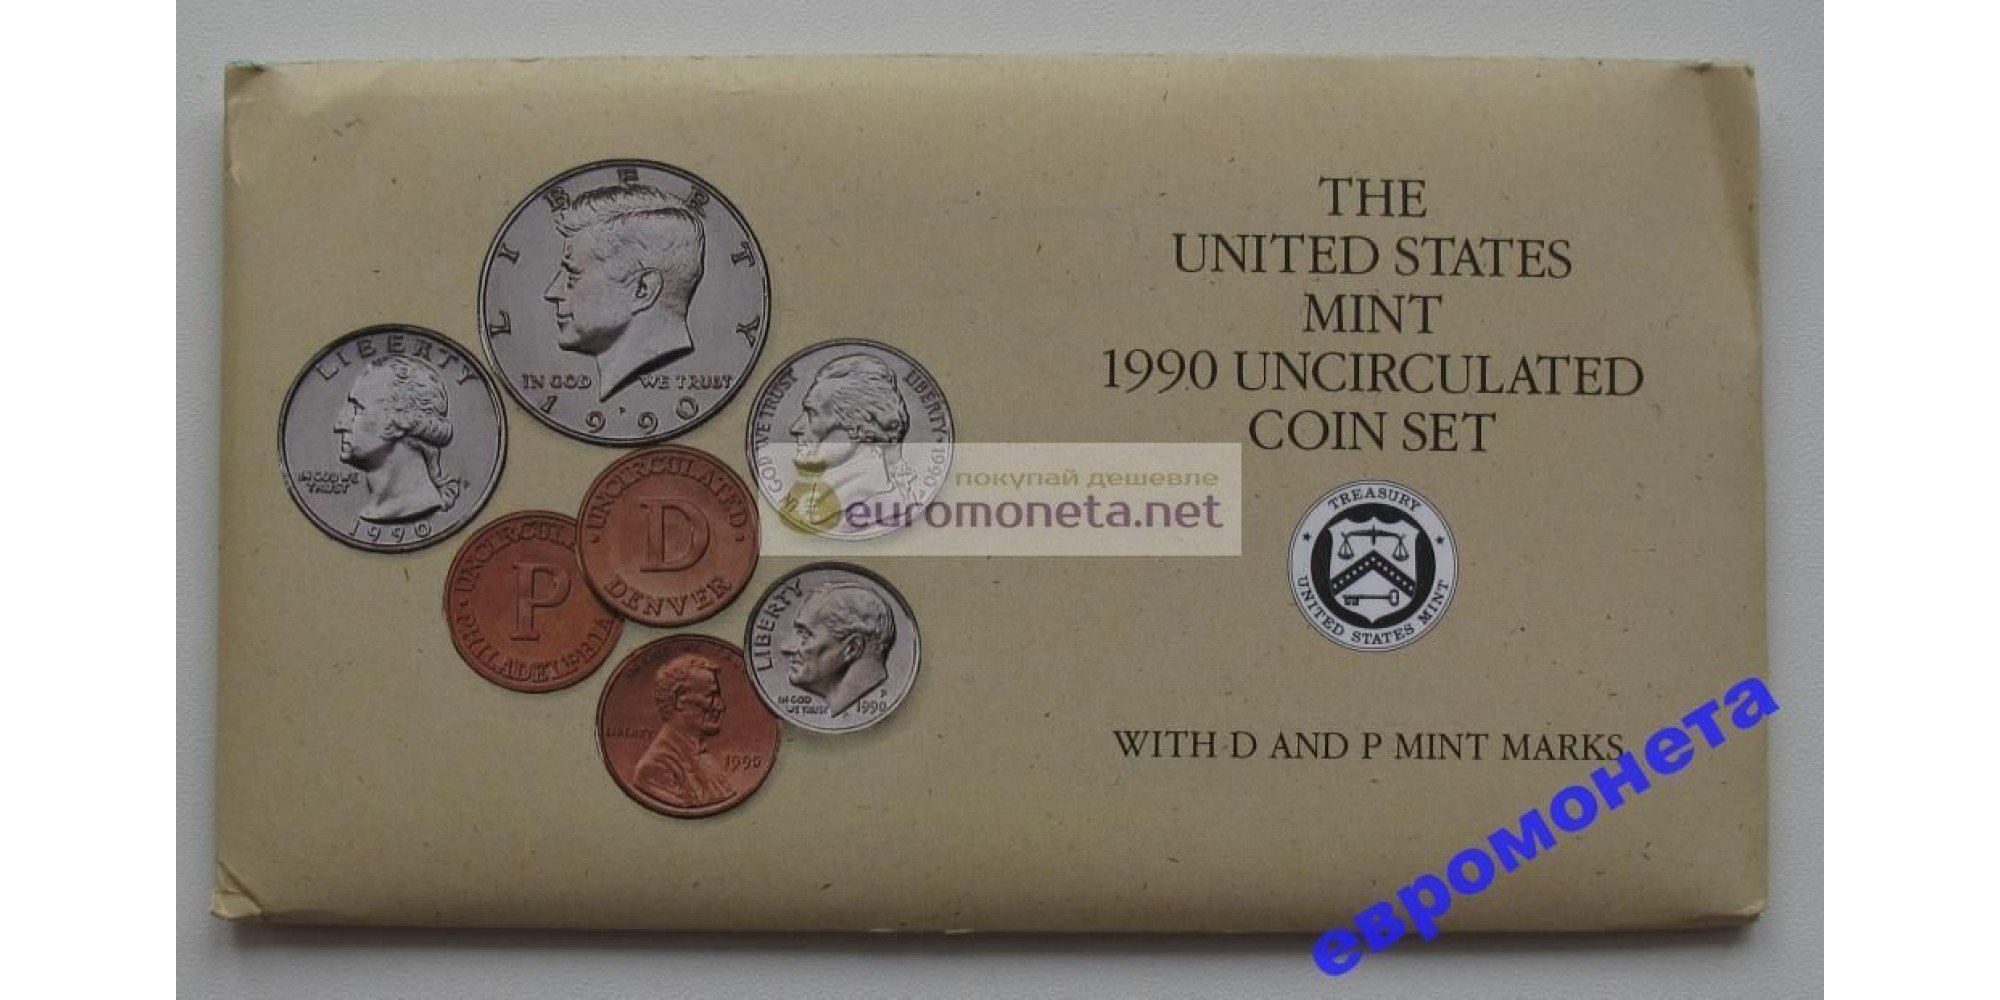 LIBERTY
IN GOD WE TRUST
1990
P
LIBERTY
IN GOD WE
TRUST
P
1990
IN GOD WE TRUST
LIBERTY
1990
P
UNCIRCULATED
D
DENVER
UNCIRCULA
P
PHILADELPHIA
LIBERTY
1990
LIBERTY
IN GOD
WE TRUST
P
1990
THE
UNITED STATES
MINT
1990 UNCIRCULATED
COIN SET
TREASURY
UNITED STATES MINT
WITH D AND P MINT MARKS
покупай дешевле
euromoneta.net
евромонета